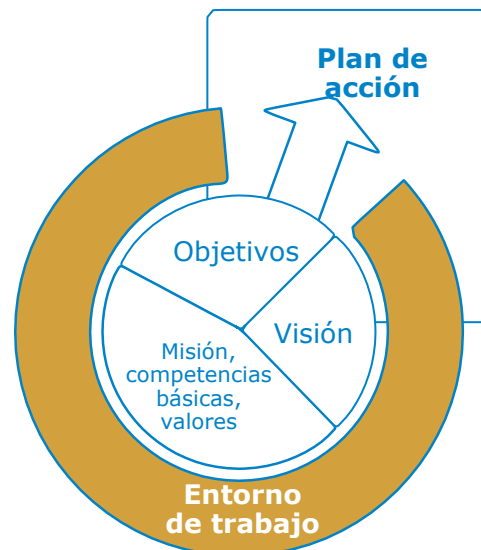 Plan de
acción
Objetivos
Visión
Misión,
competencias
básicas,
valores
Entorno
de trabajo